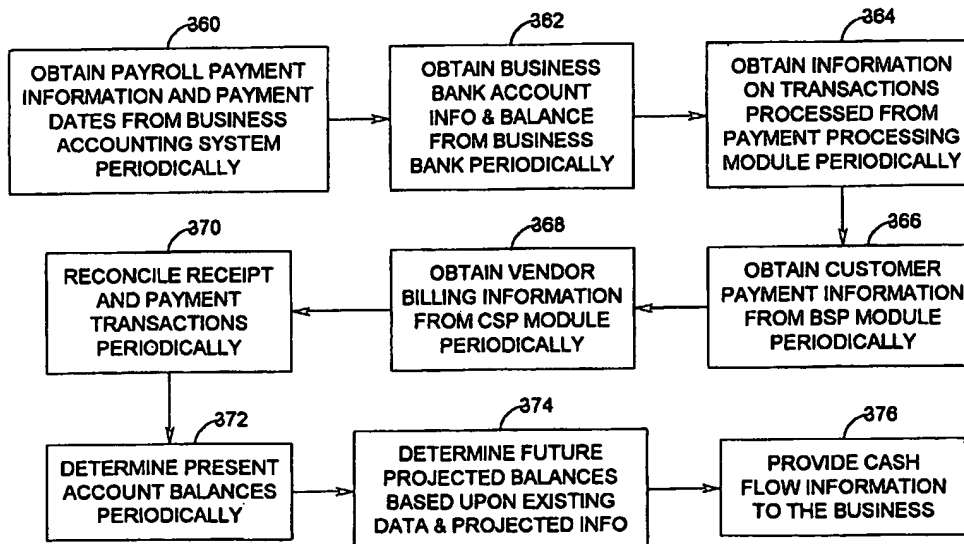 360
OBTAIN PAYROLL PAYMENT
INFORMATION AND PAYMENT
DATES FROM BUSINESS
ACCOUNTING SYSTEM
PERIODICALLY
362
OBTAIN BUSINESS
BANK ACCOUNT
INFO & BALANCE
FROM BUSINESS
BANK PERIODICALLY
364
OBTAIN INFORMATION
ON TRANSACTIONS
PROCESSED FROM
PAYMENT PROCESSING
MODULE PERIODICALLY
366
OBTAIN CUSTOMER
PAYMENT INFORMATION
FROM BSP MODULE
PERIODICALLY
368
OBTAIN VENDOR
BILLING INFORMATION
FROM CSP MODULE
PERIODICALLY
370
RECONCILE RECEIPT
AND PAYMENT
TRANSACTIONS
PERIODICALLY
372
DETERMINE PRESENT
ACCOUNT BALANCES
PERIODICALLY
374
DETERMINE FUTURE
PROJECTED BALANCES
BASED UPON EXISTING
DATA & PROJECTED INFO
376
PROVIDE CASH
FLOW INFORMATION
TO THE BUSINESS